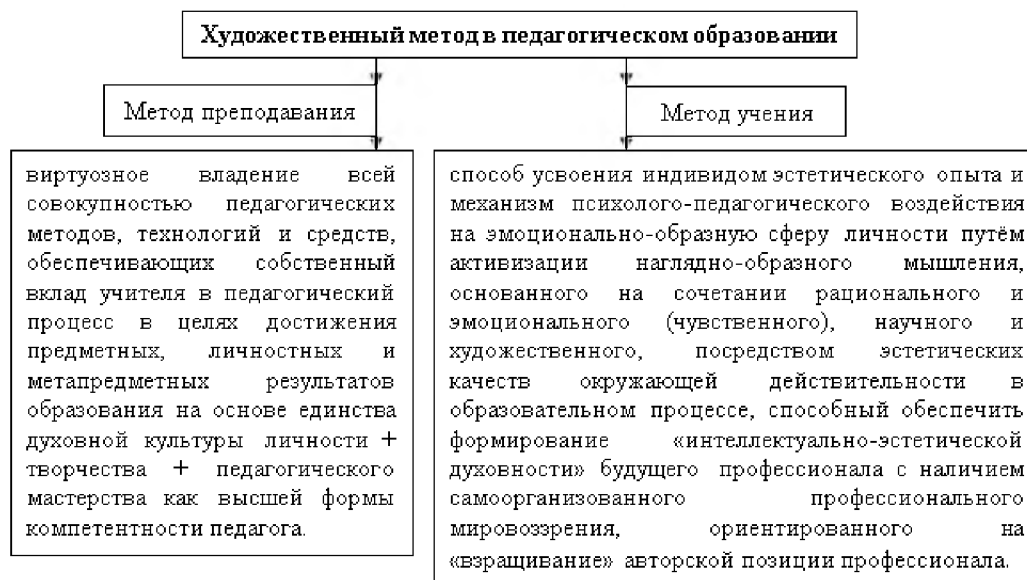 Художественный метод в педагогическом образовании
Метод преподавания
Метод учения
виртуозное владение всей
совокупностью педагогических
методов, технологий и средств,
обеспечивающих собственный
вклад учителя в педагогический
процесс в целях достижения
предметных, личностных и
метапредметных результатов
образования на основе единства
духовной культуры личности +
творчества + педагогического
мастерства как высшей формы
компетентности педагога.
способ усвоения индивидом эстетического опыта и
механизм психолого-педагогического воздействия
на эмоционально-образную сферу личности путём
активизации наглядно-образного мышления,
основанного на сочетании рационального и
эмоционального (чувственного), научного и
художественного, посредством эстетических
качеств окружающей действительности в
образовательном процессе, способный обеспечить
формирование «интеллектуально-эстетической
духовности» будущего профессионала с наличием
самоорганизованного профессионального
мировоззрения, ориентированного на
«взращивание» авторской позиции профессионала.